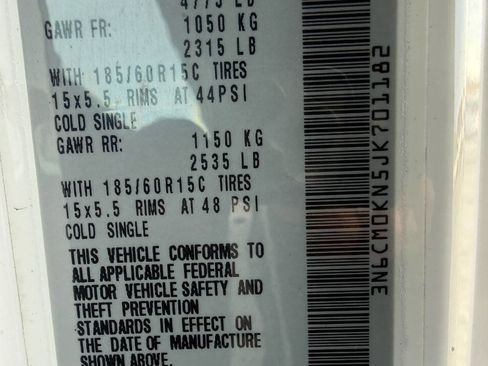 4775 LB
GAWR FR: 1050 KG
2315 LB
WITH 185/60R15C TIRES
15x5.5 RIMS AT 44PSI
COLD SINGLE
GAWR RR: 1150 KG
2535 LB
WITH 185/60R15C TIRES
15x5.5 RIMS AT 48 PSI
COLD SINGLE
THIS VEHICLE CONFORMS TO
ALL APPLICABLE FEDERAL
MOTOR VEHICLE SAFETY AND
THEFT PREVENTION
STANDARDS IN EFFECT ON
THE DATE OF MANUFACTURE
SHOWN ABOVE.
3N6CM0KN5JK701182